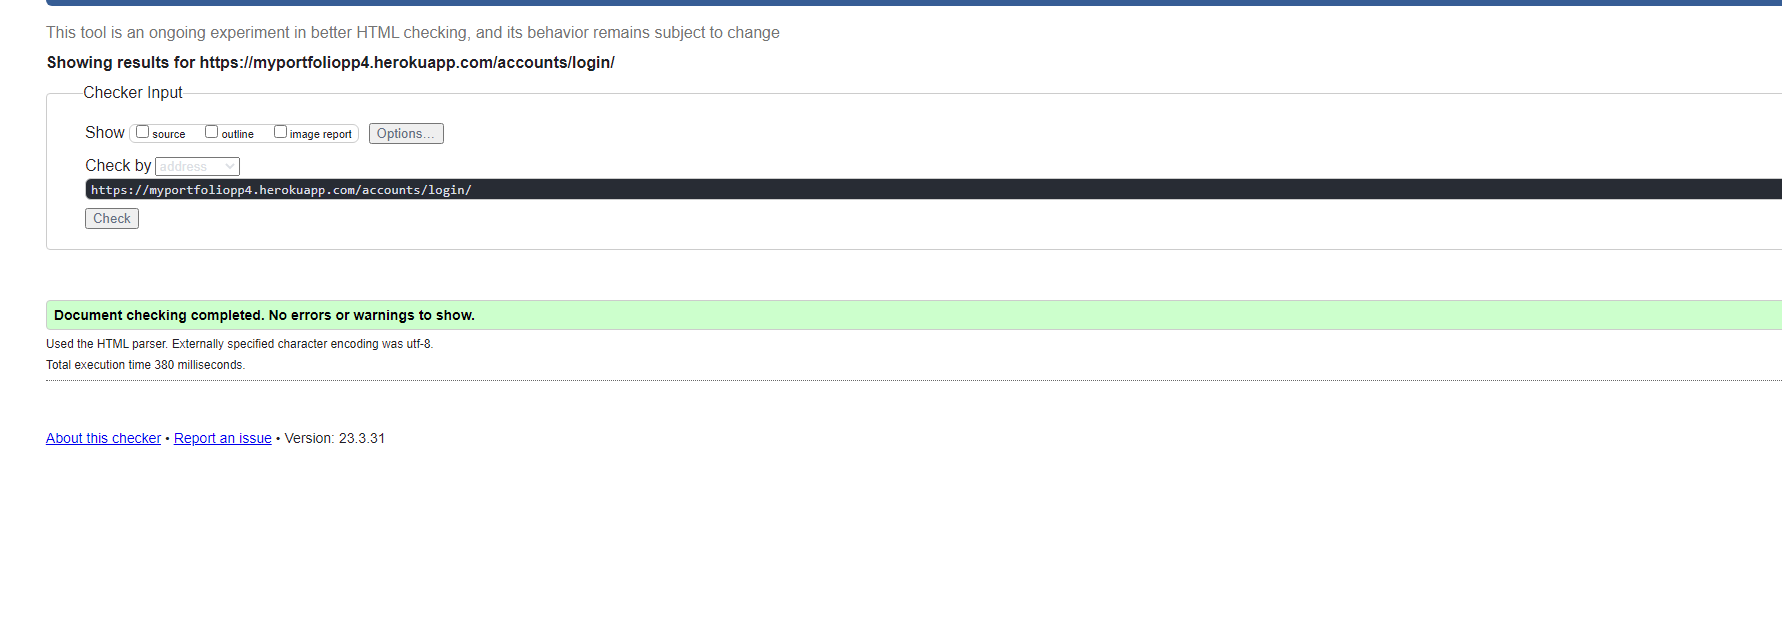 This tool is an ongoing experiment in better HTML checking, and its behavior remains subject to change
Showing results for https://myportfoliopp4.herokuapp.com/accounts/login/
Checker Input
Show source outline image report Options...
Check by address
https://myportfoliopp4.herokuapp.com/accounts/login/
Check
Document checking completed. No errors or warnings to show.
Used the HTML parser. Externally specified character encoding was utf-8.
Total execution time 380 milliseconds.
About this checker • Report an issue • Version: 23.3.31